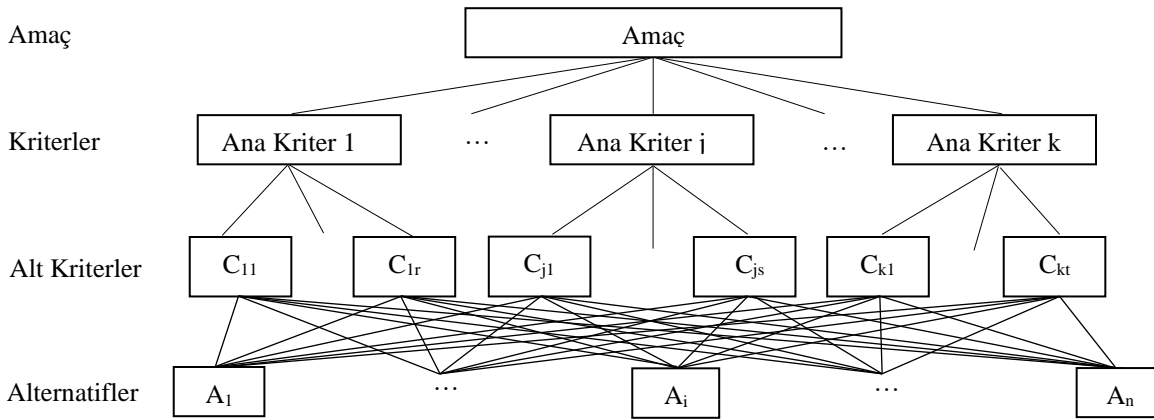 Amaç Amaç
Kriterler Ana Kriter 1 … Ana Kriter j … Ana Kriter k
Alt Kriterler C11 C1r Cj1 Cjs Ck1 Ckt
Alternatifler A1 … Ai … An